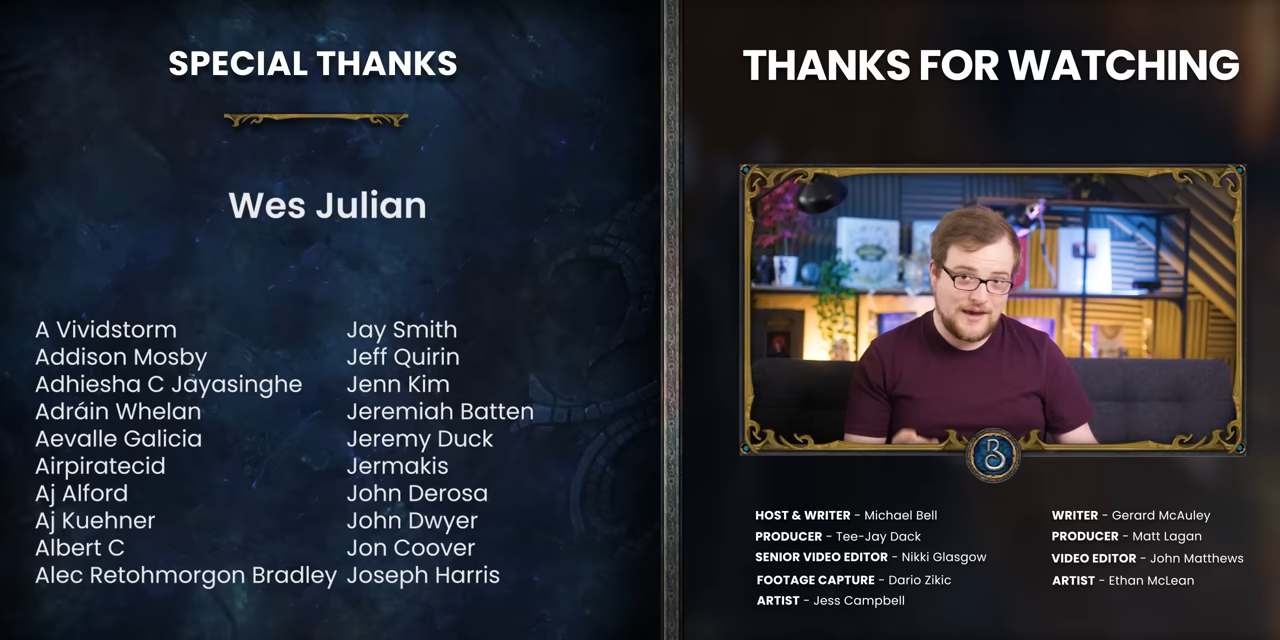 SPECIAL THANKS
Wes Julian
A Vividstorm
Addison Mosby
Adhiesha C Jayasinghe
Adráin Whelan
Aevalle Galicia
Airpiratecid
Aj Alford
Aj Kuehner
Albert C
Alec Retohmorgon Bradley
Jay Smith
Jeff Quirin
Jenn Kim
Jeremiah Batten
Jeremy Duck
Jermakis
John Derosa
John Dwyer
Jon Coover
Joseph Harris
THANKS FOR WATCHING
HOST & WRITER - Michael Bell
PRODUCER - Tee-Jay Dack
SENIOR VIDEO EDITOR - Nikki Glasgow
FOOTAGE CAPTURE - Dario Zikic
ARTIST - Jess Campbell
WRITER - Gerard McAuley
PRODUCER - Matt Lagan
VIDEO EDITOR - John Matthews
ARTIST - Ethan McLean